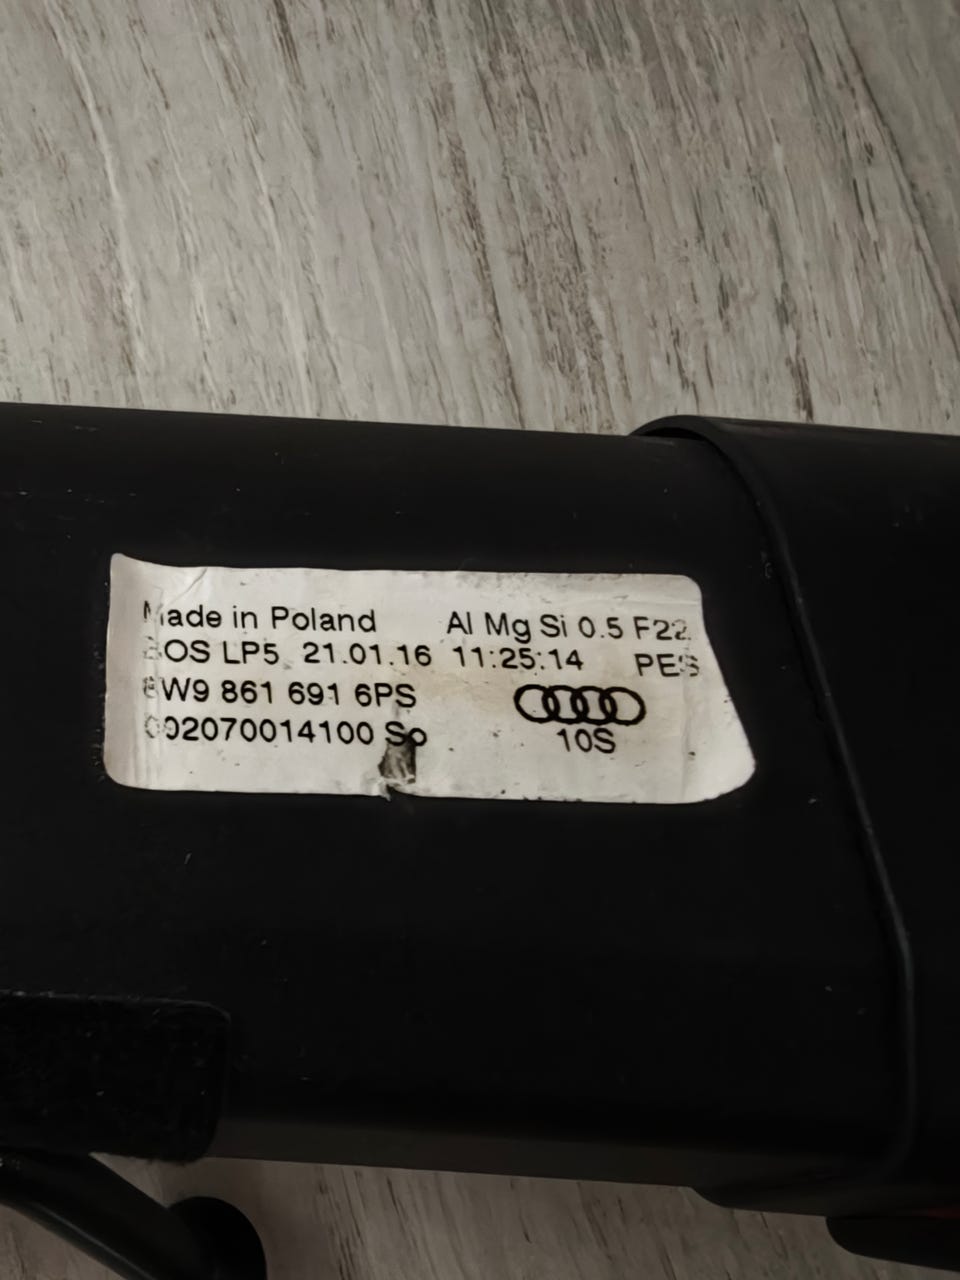 Made in Poland Al Mg Si 0.5 F22
BOS LP5 21.01.16 11:25:14 PES
8W9 861 691 6PS
002070014100 So
10S